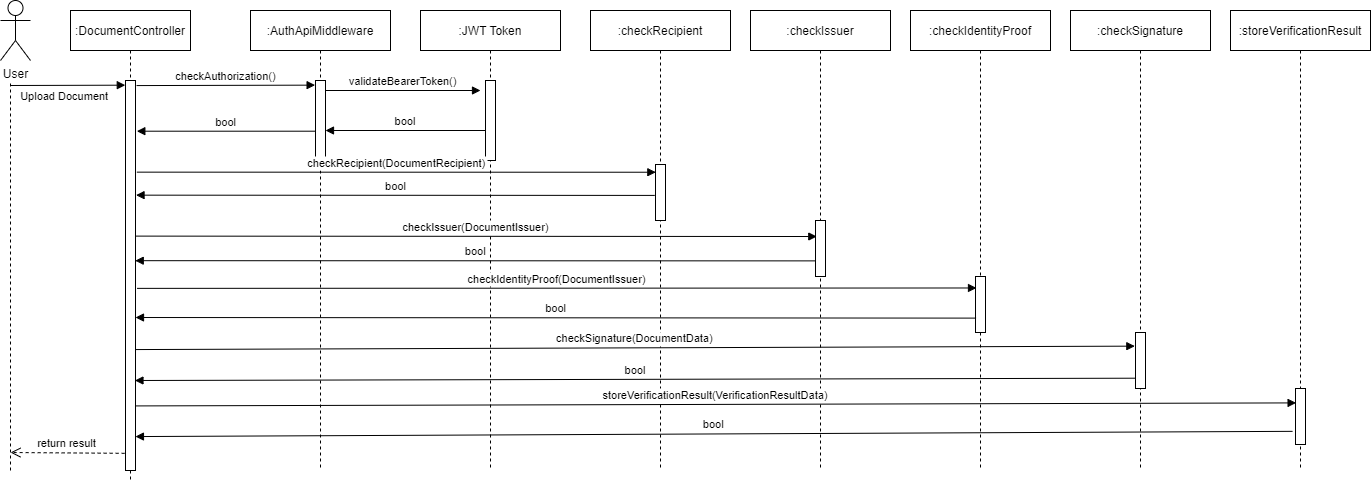 :DocumentController
:AuthApiMiddleware
:JWT Token
:checkRecipient
:checkIssuer
:checkIdentityProof
:checkSignature
:storeVerificationResult
User
Upload Document
checkAuthorization()
validateBearerToken()
bool
bool
checkRecipient(DocumentRecipient)
bool
checkIssuer(DocumentIssuer)
bool
checkIdentityProof(DocumentIssuer)
bool
checkSignature(DocumentData)
bool
storeVerificationResult(VerificationResultData)
bool
return result